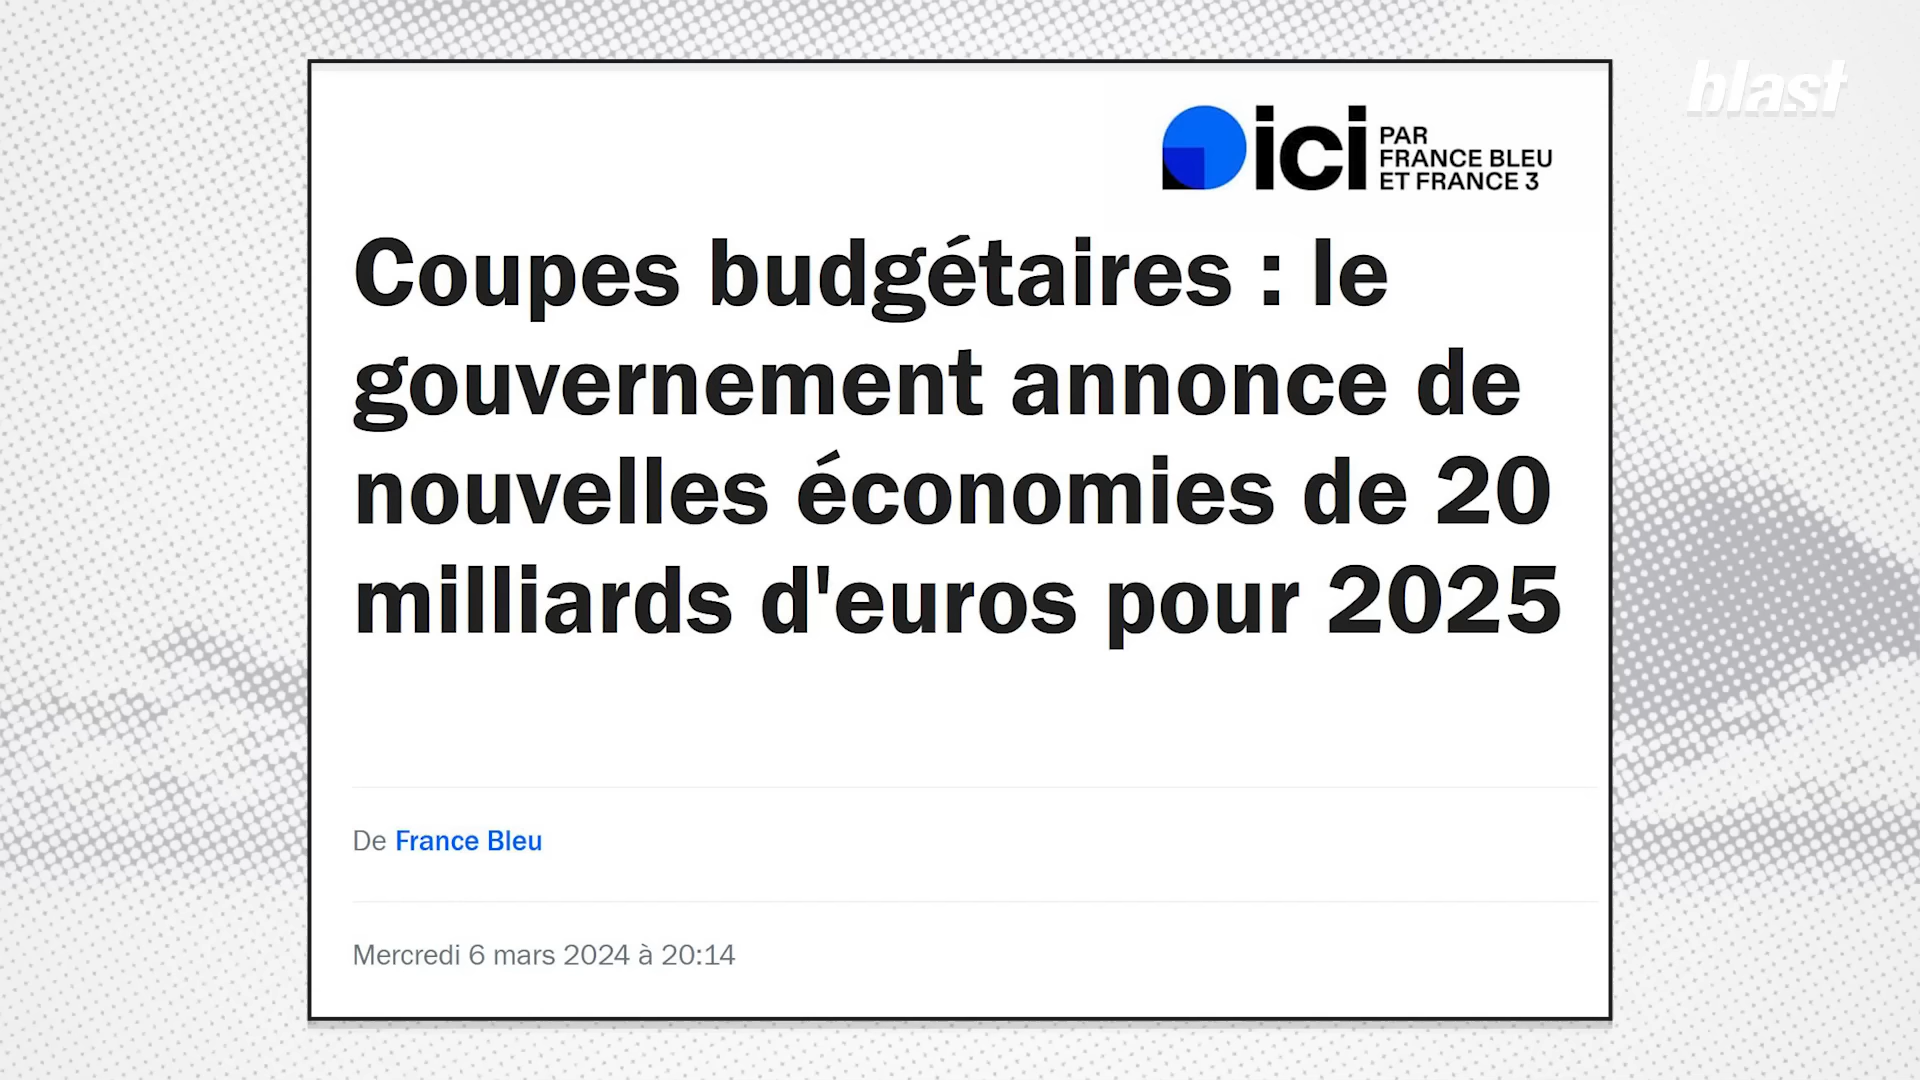 blast
ici
PAR
FRANCE BLEU
ET FRANCE 3
Coupes budgétaires : le
gouvernement annonce de
nouvelles économies de 20
milliards d'euros pour 2025
De France Bleu
Mercredi 6 mars 2024 à 20:14